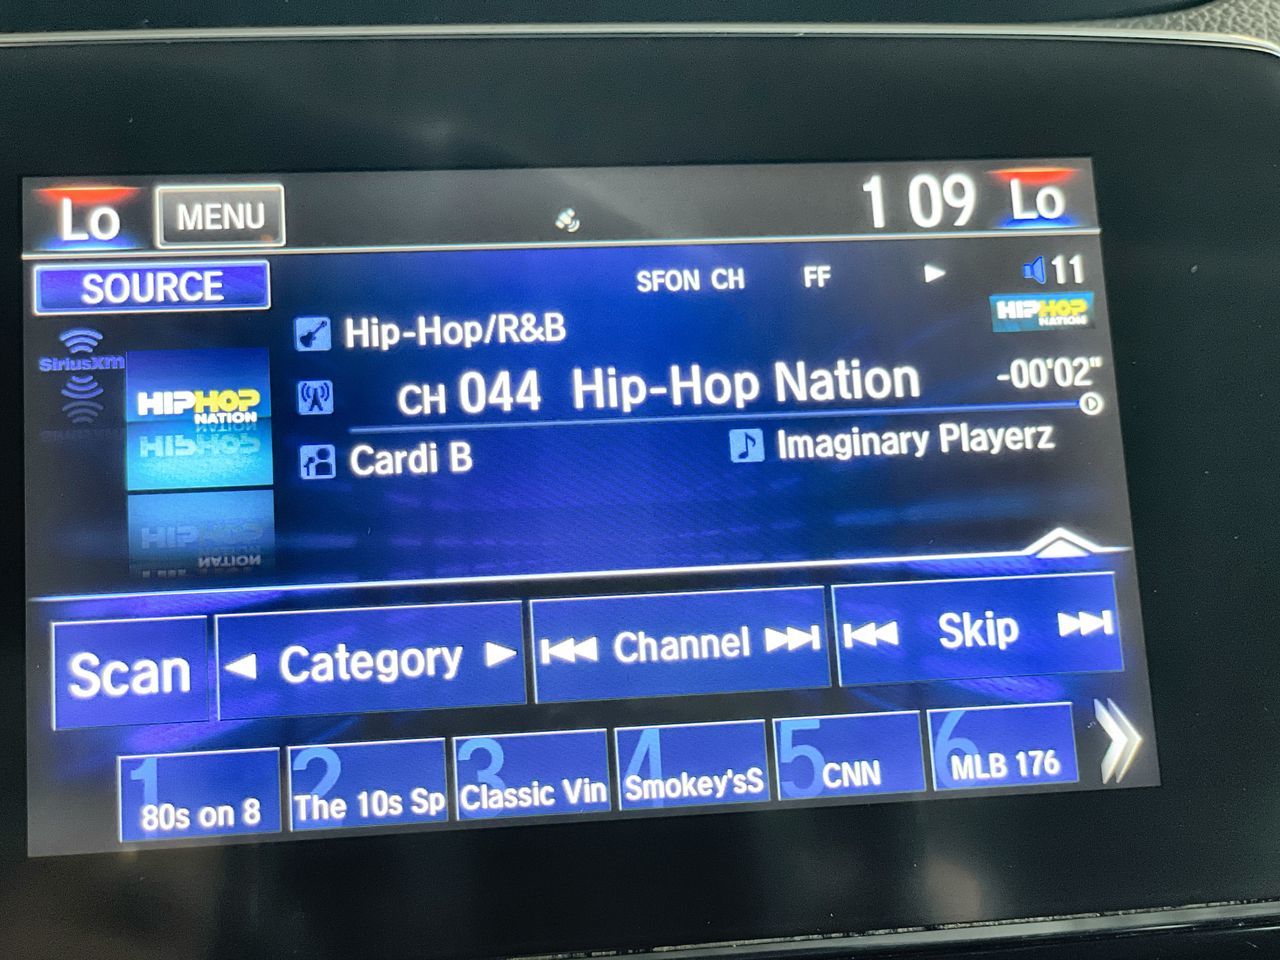 Lo MENU 1 09 Lo
SOURCE SFON CH FF 11
SiriusXm
HIPHOP
NATION
Hip-Hop/R&B
HIPHOP
NATION
CH 044 Hip-Hop Nation -00'02"
Cardi B Imaginary Playerz
Scan Category Channel Skip
1 80s on 8
2 The 10s Sp
3 Classic Vin
4 Smokey'sS
5 CNN
6 MLB 176